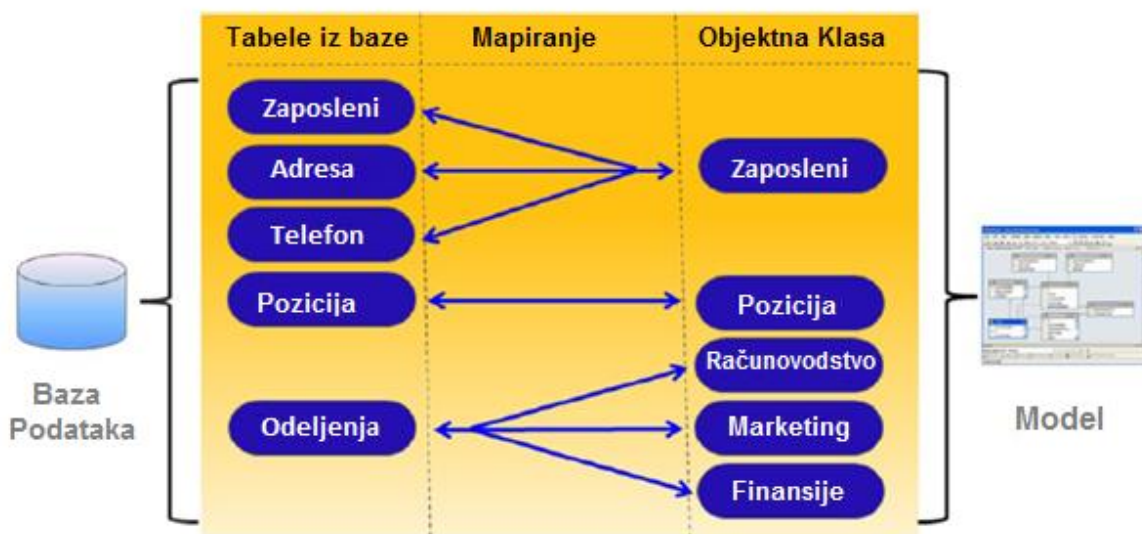 Tabele iz baze
Mapiranje
Objektna Klasa
Zaposleni
Adresa
Telefon
Pozicija
Odeljenja
Zaposleni
Pozicija
Računovodstvo
Marketing
Finansije
Baza
Podataka
Model